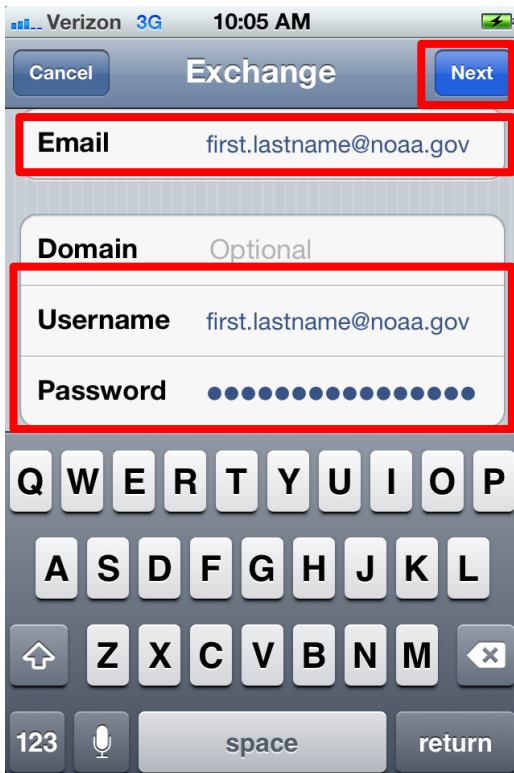 Verizon 3G 10:05 AM
Cancel Exchange Next
Email first.lastname@noaa.gov
Domain Optional
Username first.lastname@noaa.gov
Password ●●●●●●●●●●●●●●●●
Q W E R T Y U I O P
A S D F G H J K L
Z X C V B N M
123 space return